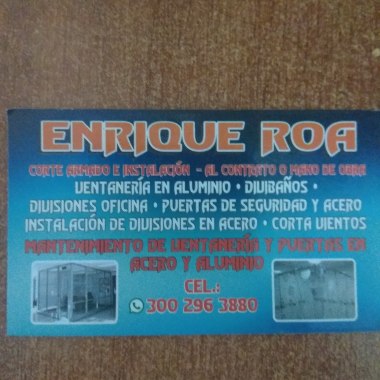 ENRIQUE ROA
CORTE ARMADO E INSTALACIÓN - AL CONTRATO O MANO DE OBRA
VENTANERÍA EN ALUMINIO • DIVIBAÑOS •
DIVISIONES OFICINA • PUERTAS DE SEGURIDAD Y ACERO
INSTALACIÓN DE DIVISIONES EN ACERO • CORTA VIENTOS
MANTENIMIENTO DE VENTANERÍA Y PUERTAS EN
ACERO Y ALUMINIO
CEL.:
300 296 3880